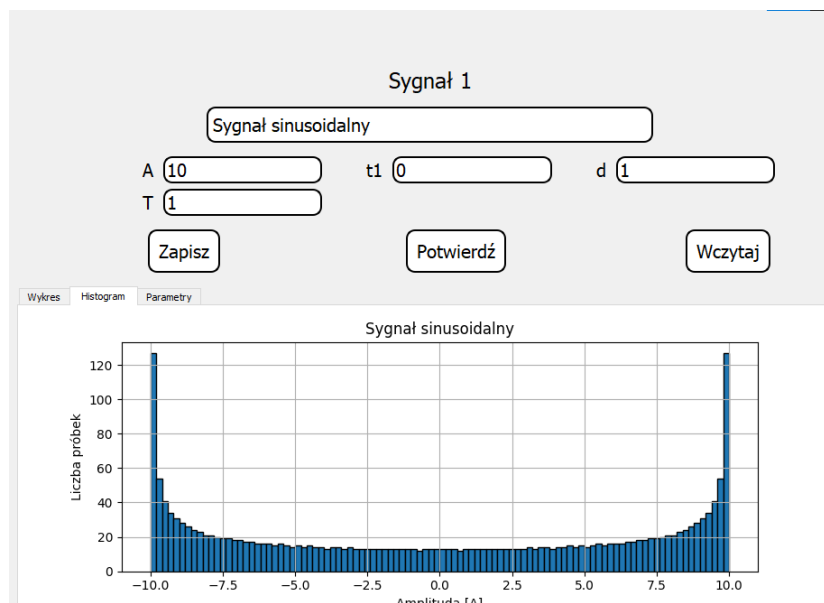 Sygnał 1
Sygnał sinusoidalny
A 10 t1 0 d 1
T 1
Zapisz Potwierdź Wczytaj
Wykres Histogram Parametry
Sygnał sinusoidalny
120
100
80
60
40
20
0
Liczba próbek
−10.0 −7.5 −5.0 −2.5 0.0 2.5 5.0 7.5 10.0
Amplituda [A]